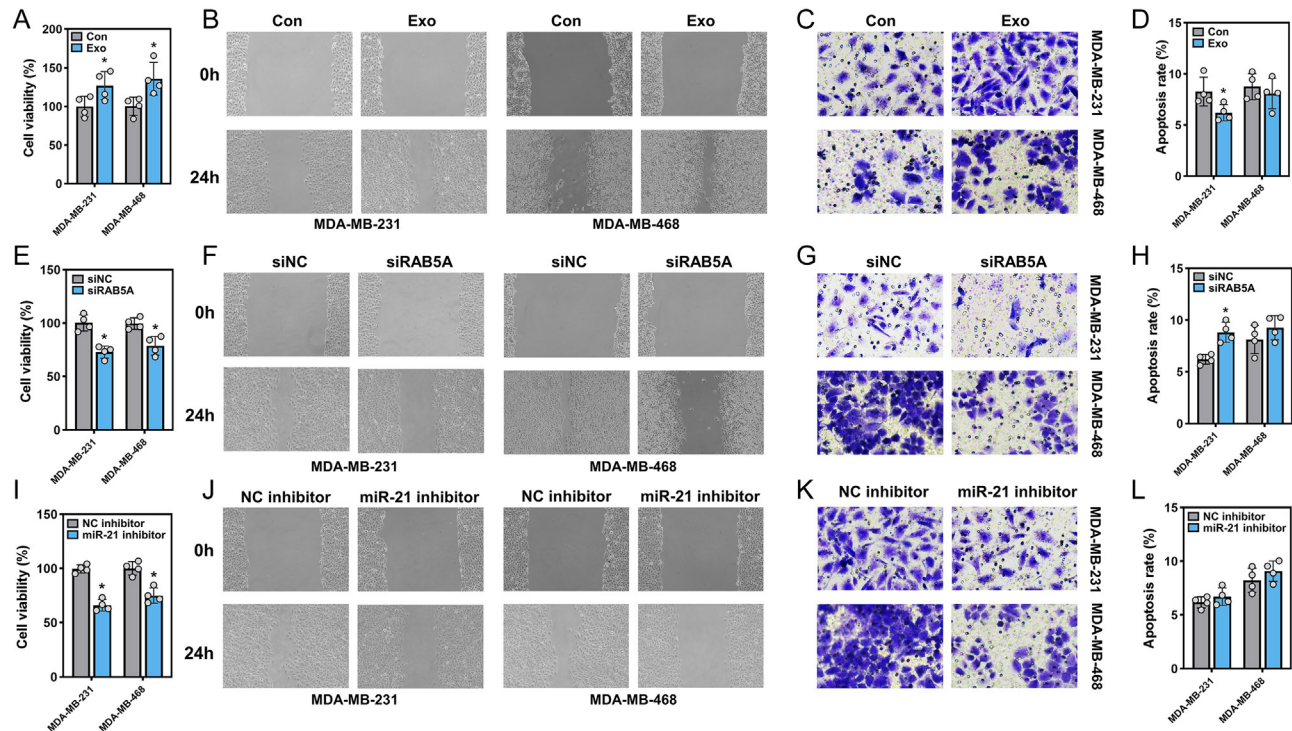 A
Cell viability (%)
200
150
100
50
0
Con
Exo
*
*
MDA-MB-231
MDA-MB-468
B
Con
Exo
Con
Exo
0h
24h
MDA-MB-231
MDA-MB-468
C
Con
Exo
MDA-MB-231
MDA-MB-468
D
Apoptosis rate (%)
15
10
5
0
Con
Exo
*
MDA-MB-231
MDA-MB-468
E
Cell viability (%)
150
100
50
0
siNC
siRAB5A
*
*
MDA-MB-231
MDA-MB-468
F
siNC
siRAB5A
siNC
siRAB5A
0h
24h
MDA-MB-231
MDA-MB-468
G
siNC
siRAB5A
MDA-MB-231
MDA-MB-468
H
Apoptosis rate (%)
15
10
5
0
siNC
siRAB5A
*
MDA-MB-231
MDA-MB-468
I
Cell viability (%)
150
100
50
0
NC inhibitor
miR-21 inhibitor
*
*
MDA-MB-231
MDA-MB-468
J
NC inhibitor
miR-21 inhibitor
NC inhibitor
miR-21 inhibitor
0h
24h
MDA-MB-231
MDA-MB-468
K
NC inhibitor
miR-21 inhibitor
MDA-MB-231
MDA-MB-468
L
Apoptosis rate (%)
15
10
5
0
NC inhibitor
miR-21 inhibitor
MDA-MB-231
MDA-MB-468